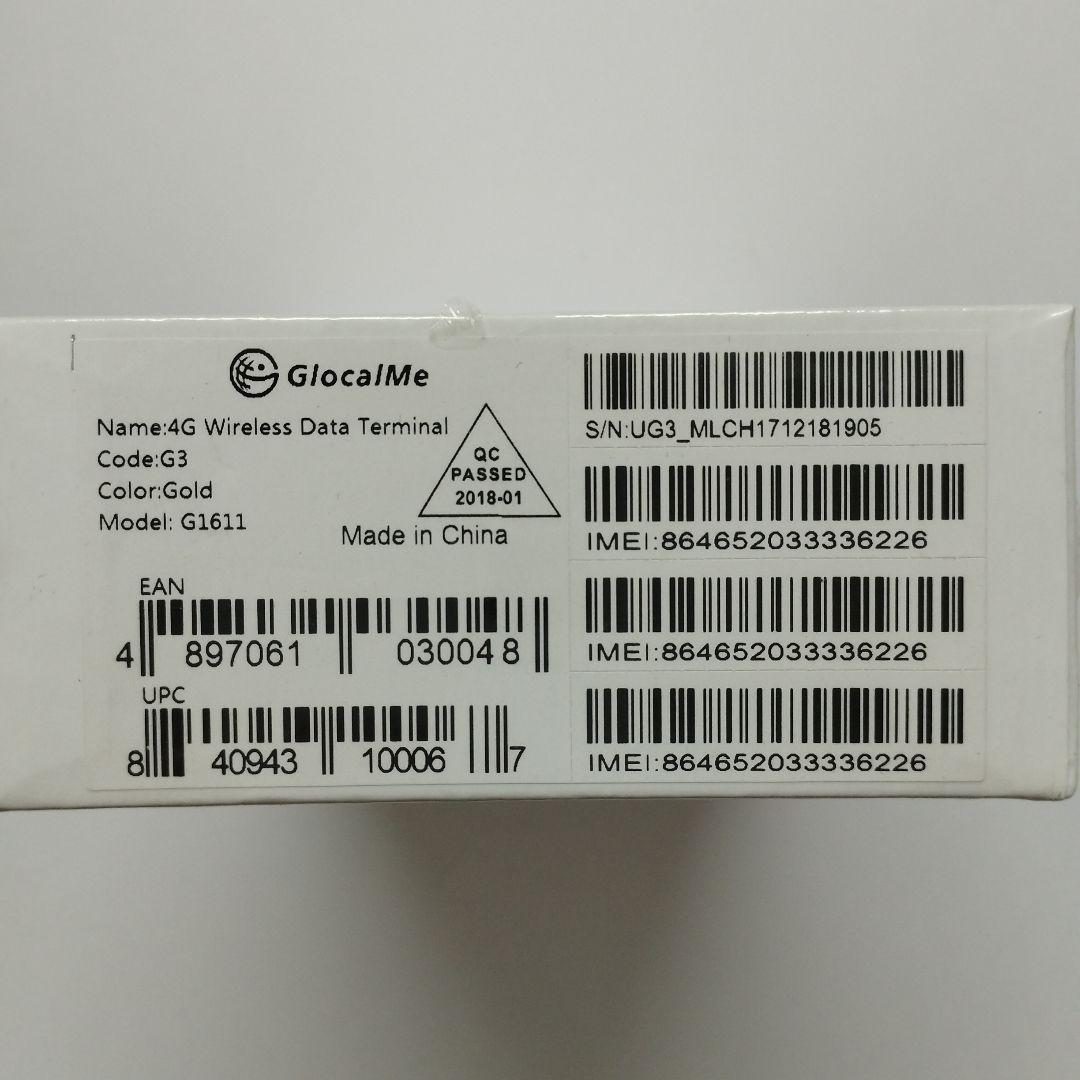 GlocalMe
Name:4G Wireless Data Terminal
Code:G3
Color:Gold
Model: G1611
QC
PASSED
2018-01
Made in China
EAN
4 897061 030048
UPC
8 40943 10006 7
S/N:UG3_MLCH1712181905
IMEI:864652033336226
IMEI:864652033336226
IMEI:864652033336226